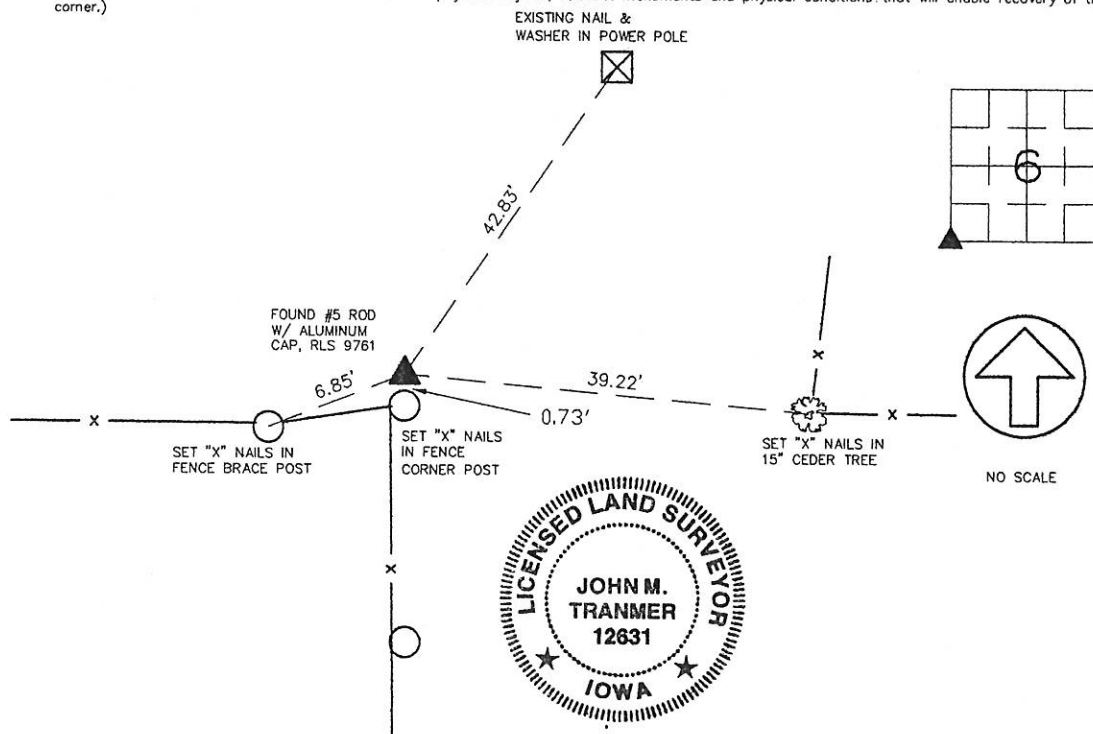 corner.)
monuments and physical conditions that will enable recovery of
EXISTING NAIL &
WASHER IN POWER POLE
6
42.83'
FOUND #5 ROD
W/ ALUMINUM
CAP, RLS 9761
6.85'
39.22'
0.73'
x
x
x
x
SET "X" NAILS IN
FENCE BRACE POST
SET "X" NAILS
IN FENCE
CORNER POST
SET "X" NAILS IN
15" CEDER TREE
NO SCALE
LICENSED LAND SURVEYOR
JOHN M.
TRANMER
12631
IOWA